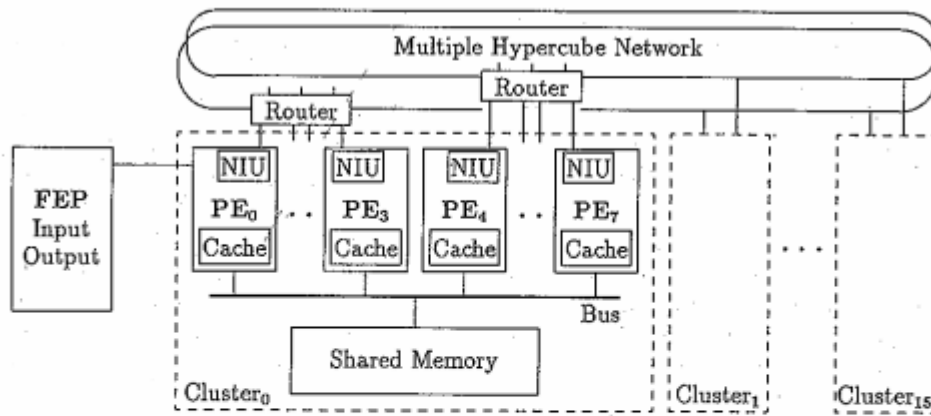 Multiple Hypercube Network
Router
Router
FEP
Input
Output
NIU
PE₀
Cache
. .
NIU
PE₃
Cache
NIU
PE₄
Cache
. .
NIU
PE₇
Cache
. . .
Bus
Shared Memory
Cluster₀
Cluster₁
Cluster₁₅